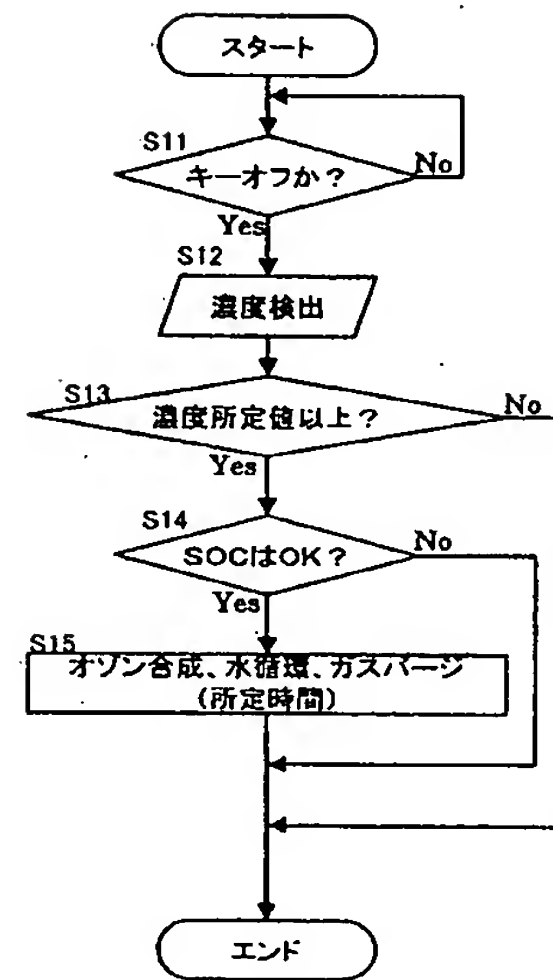 スタート
S11
キーオフか？
No
Yes
S12
濃度検出
S13
濃度所定値以上？
No
Yes
S14
SOCはOK？
No
Yes
S15
オゾン合成、水循環、ガスパージ
(所定時間)
エンド